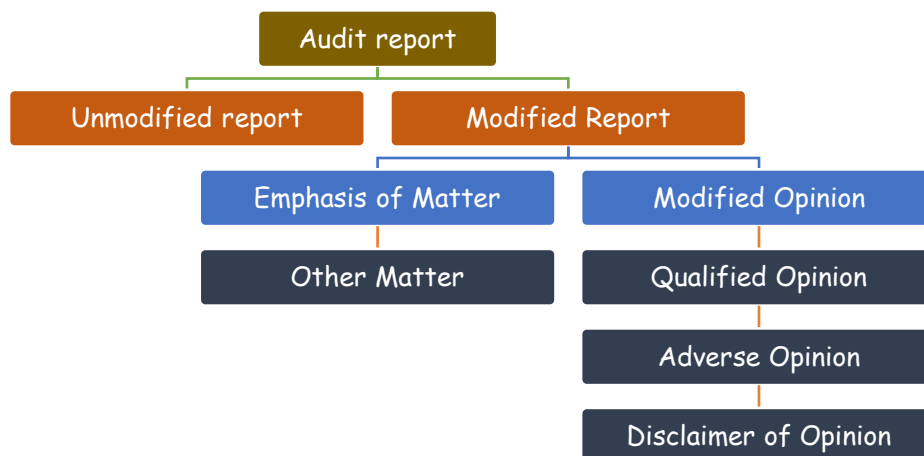 Audit report
Unmodified report
Modified Report
Emphasis of Matter
Modified Opinion
Other Matter
Qualified Opinion
Adverse Opinion
Disclaimer of Opinion